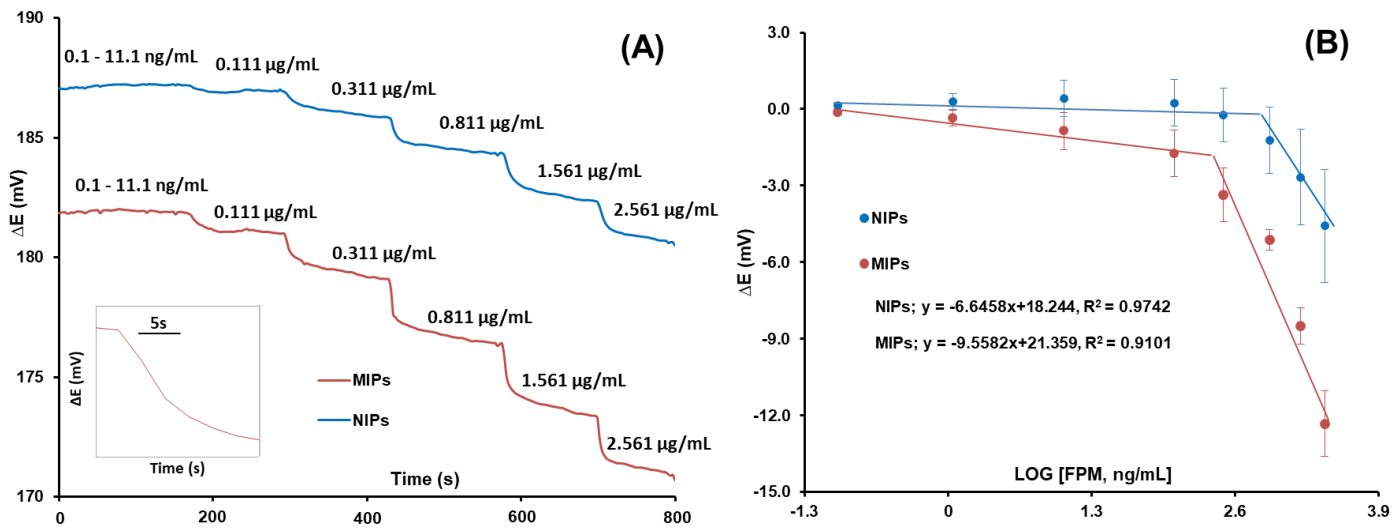 (A)
190
185
180
175
170
ΔE (mV)
0.1 - 11.1 ng/mL
0.111 µg/mL
0.311 µg/mL
0.811 µg/mL
1.561 µg/mL
2.561 µg/mL
0.1 - 11.1 ng/mL
0.111 µg/mL
0.311 µg/mL
0.811 µg/mL
1.561 µg/mL
2.561 µg/mL
5s
ΔE (mV)
Time (s)
MIPs
NIPs
Time (s)
0
200
400
600
800
(B)
3.0
0.0
-3.0
-6.0
-9.0
-12.0
-15.0
ΔE (mV)
NIPs
MIPs
NIPs; y = -6.6458x+18.244, R² = 0.9742
MIPs; y = -9.5582x+21.359, R² = 0.9101
LOG [FPM, ng/mL]
-1.3
0
1.3
2.6
3.9